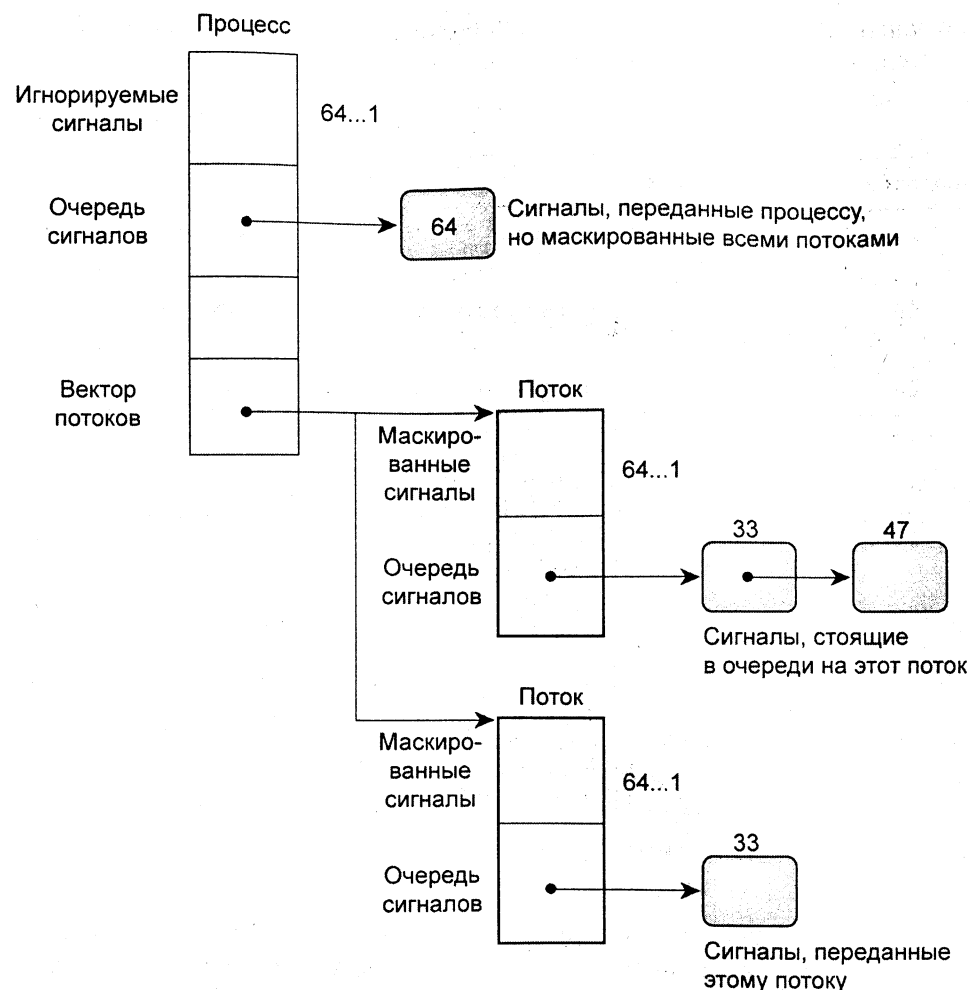 Процесс
Игнорируемые
сигналы
64...1
Очередь
сигналов
64
Сигналы, переданные процессу,
но маскированные всеми потоками
Вектор
потоков
Поток
Маскиро-
ванные
сигналы
64...1
Очередь
сигналов
33
47
Сигналы, стоящие
в очереди на этот поток
Поток
Маскиро-
ванные
сигналы
64...1
Очередь
сигналов
33
Сигналы, переданные
этому потоку